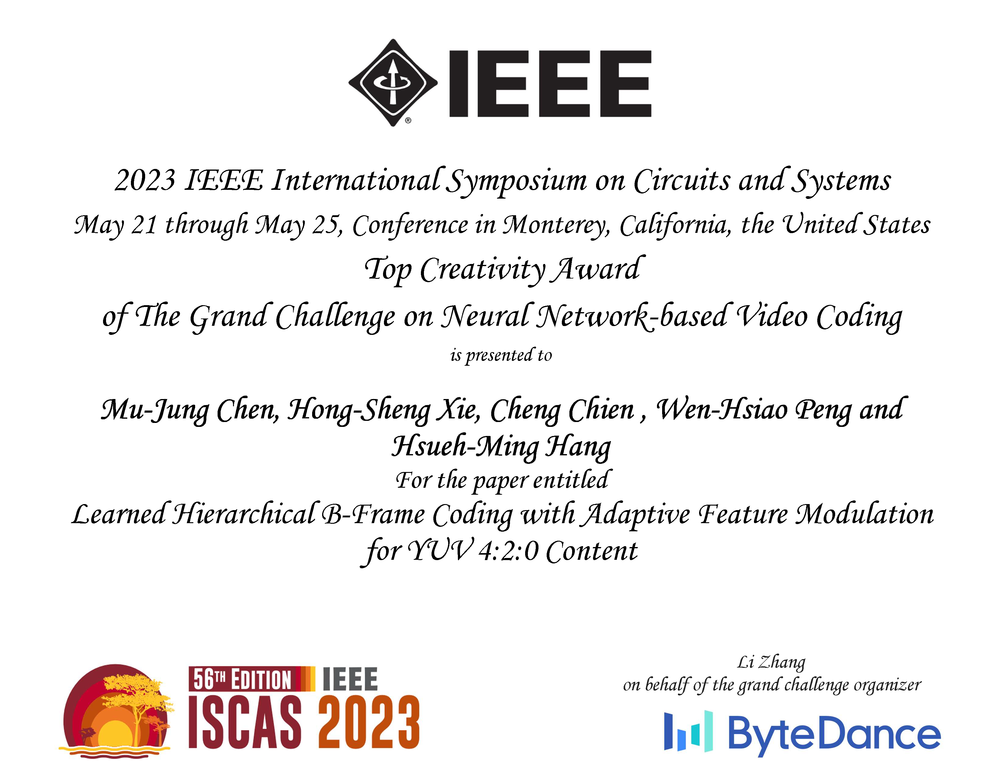 IEEE
®
2023 IEEE International Symposium on Circuits and Systems
May 21 through May 25, Conference in Monterey, California, the United States
Top Creativity Award
of The Grand Challenge on Neural Network-based Video Coding
is presented to
Mu-Jung Chen, Hong-Sheng Xie, Cheng Chien , Wen-Hsiao Peng and
Hsueh-Ming Hang
For the paper entitled
Learned Hierarchical B-Frame Coding with Adaptive Feature Modulation
for YUV 4:2:0 Content
56TH EDITION IEEE
ISCAS 2023
Li Zhang
on behalf of the grand challenge organizer
ByteDance